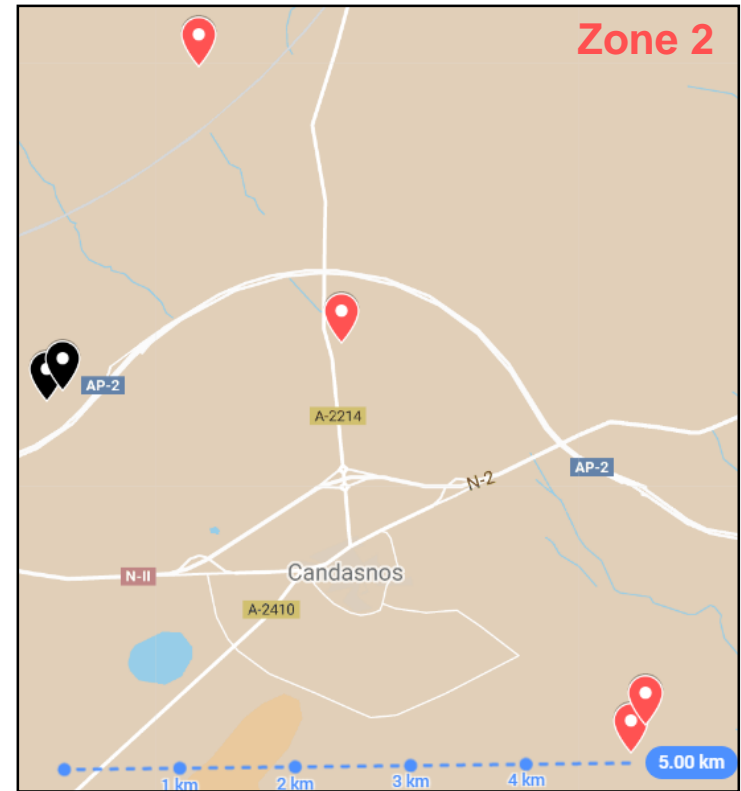 Zone 2
AP-2
A-2214
AP-2
N-2
N-II
Candasnos
A-2410
5.00 km
1 km
2 km
3 km
4 km